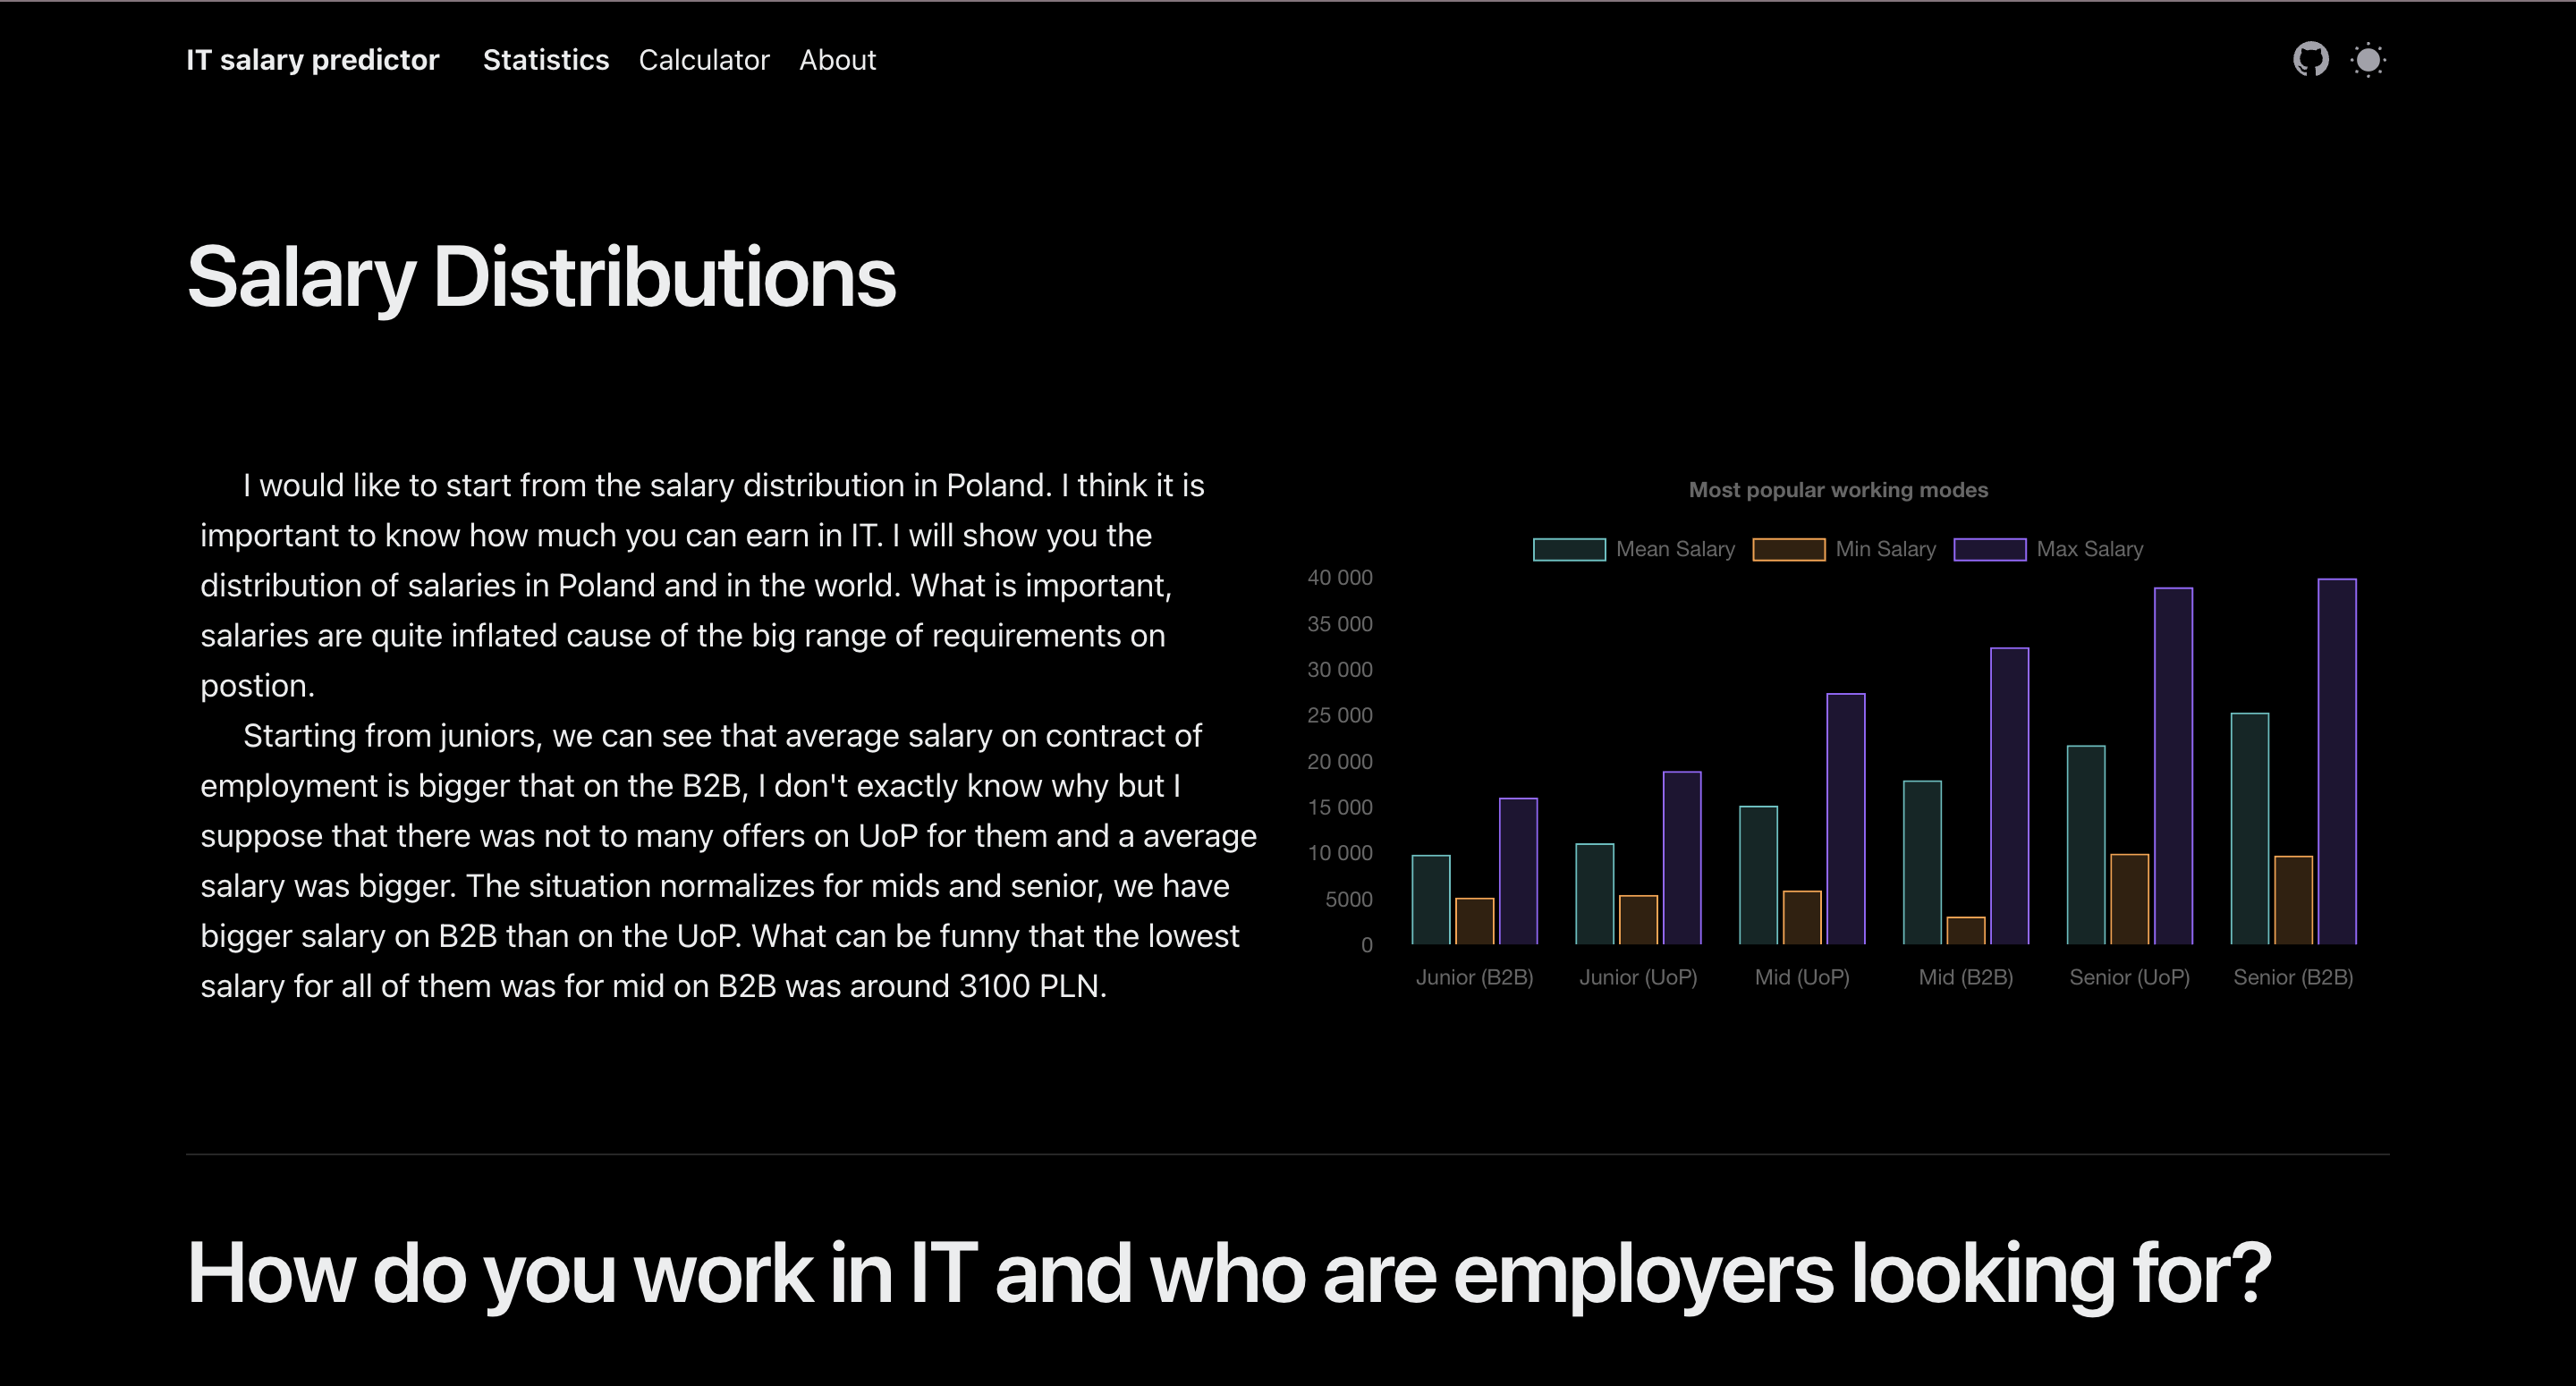 IT salary predictor Statistics Calculator About
Salary Distributions
I would like to start from the salary distribution in Poland. I think it is
important to know how much you can earn in IT. I will show you the
distribution of salaries in Poland and in the world. What is important,
salaries are quite inflated cause of the big range of requirements on
postion.
Starting from juniors, we can see that average salary on contract of
employment is bigger that on the B2B, I don't exactly know why but I
suppose that there was not to many offers on UoP for them and a average
salary was bigger. The situation normalizes for mids and senior, we have
bigger salary on B2B than on the UoP. What can be funny that the lowest
salary for all of them was for mid on B2B was around 3100 PLN.
Most popular working modes
Mean Salary Min Salary Max Salary
40 000
35 000
30 000
25 000
20 000
15 000
10 000
5000
0
Junior (B2B) Junior (UoP) Mid (UoP) Mid (B2B) Senior (UoP) Senior (B2B)
How do you work in IT and who are employers looking for?